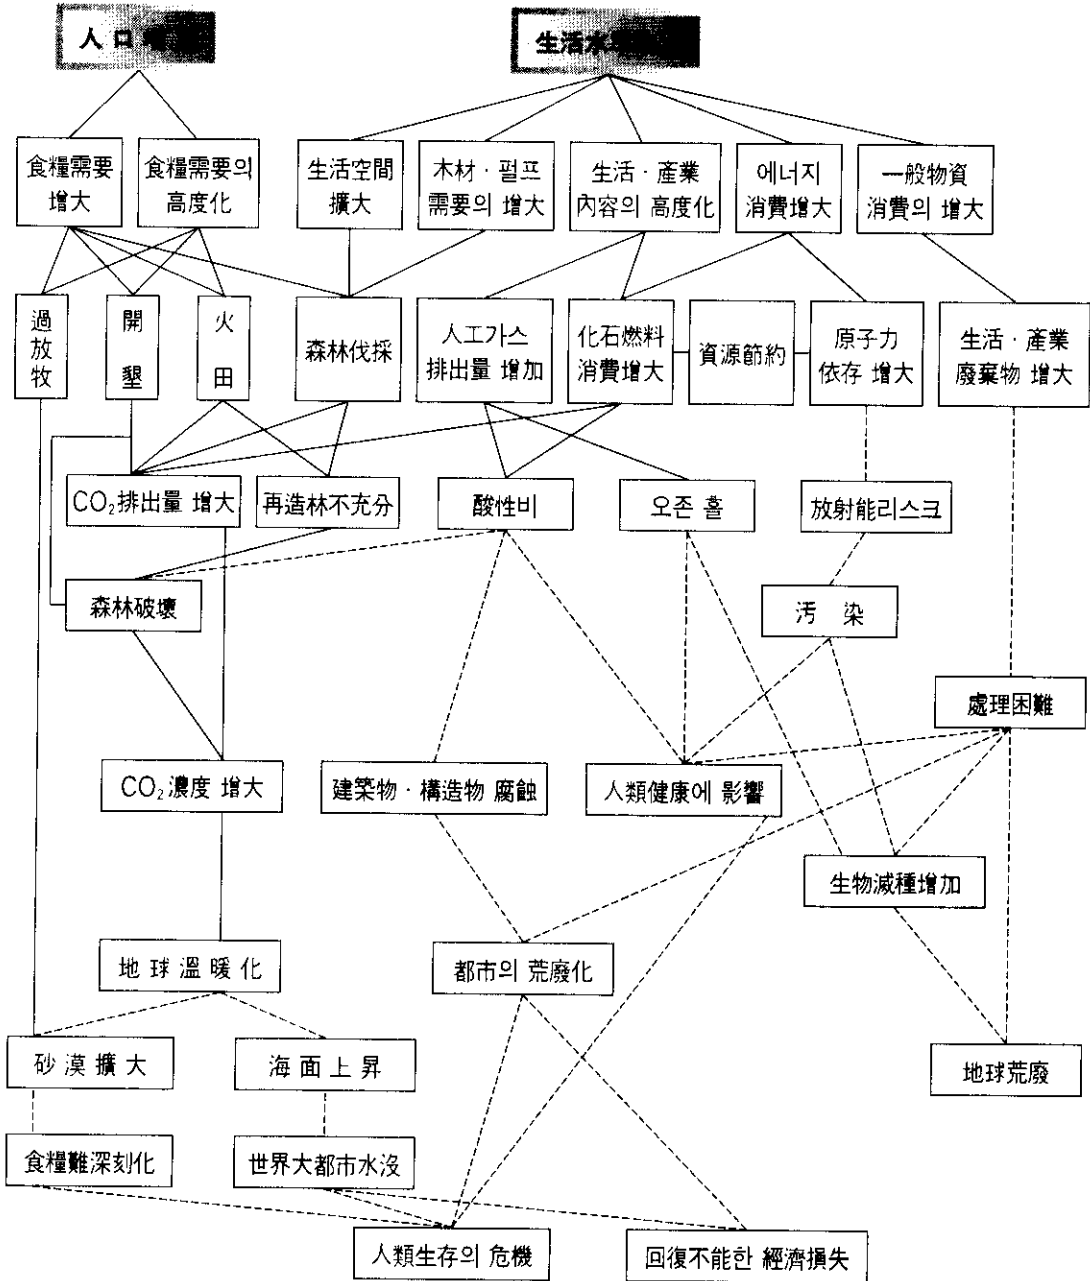 人口
生活水
食糧需要
增大
食糧需要의
高度化
生活空間
擴大
木材·펄프
需要의 增大
生活·產業
內容의 高度化
에너지
消費增大
一般物資
消費의 增大
過放牧
開墾
火田
森林伐採
人工가스
排出量 增加
化石燃料
消費增大
資源節約
原子力
依存 增大
生活·產業
廢棄物 增大
CO₂排出量 增大
再造林不充分
酸性비
오존 홀
放射能리스크
森林破壞
汚 染
處理困難
CO₂濃度 增大
建築物·構造物 腐蝕
人類健康에 影響
生物滅種增加
地球溫暖化
都市의 荒廢化
砂漠擴大
海面上昇
地球荒廢
食糧難深刻化
世界大都市水沒
人類生存의 危機
回復不能한 經濟損失